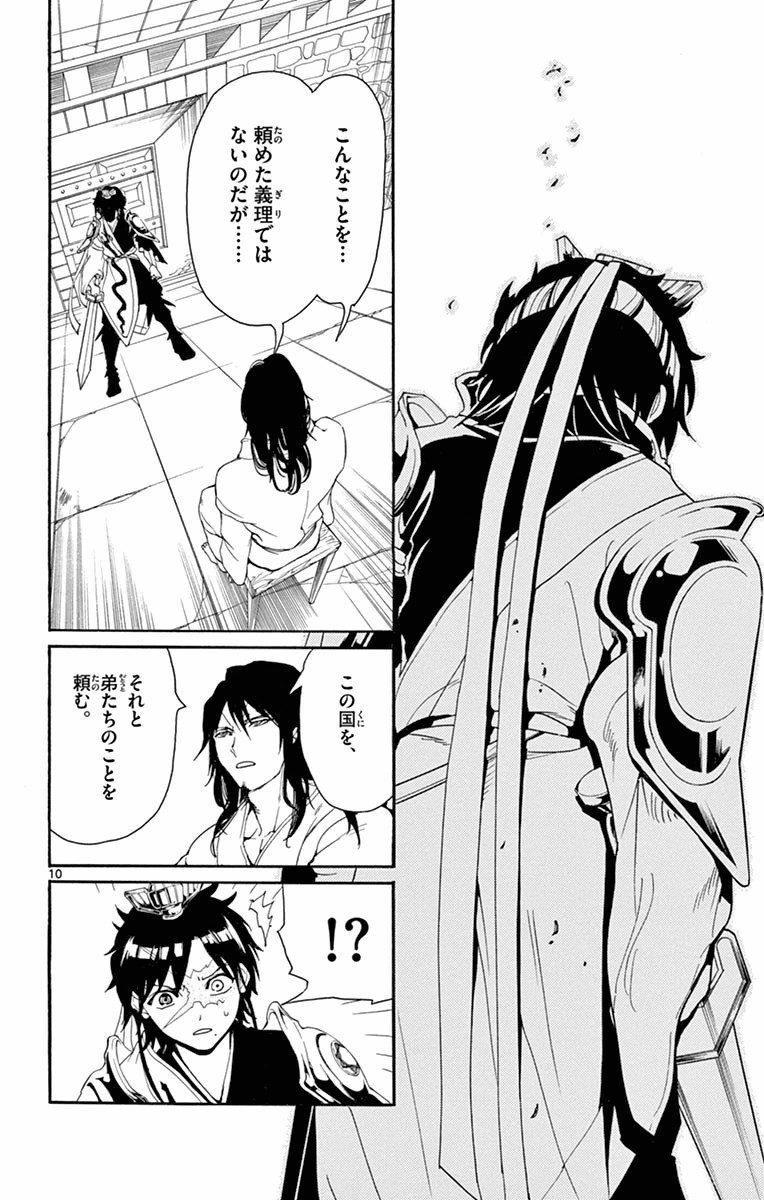 こんなことを…
頼めた義理では
ないのだが……
この国を、
それと
弟たちのことを
頼む。
10
!?